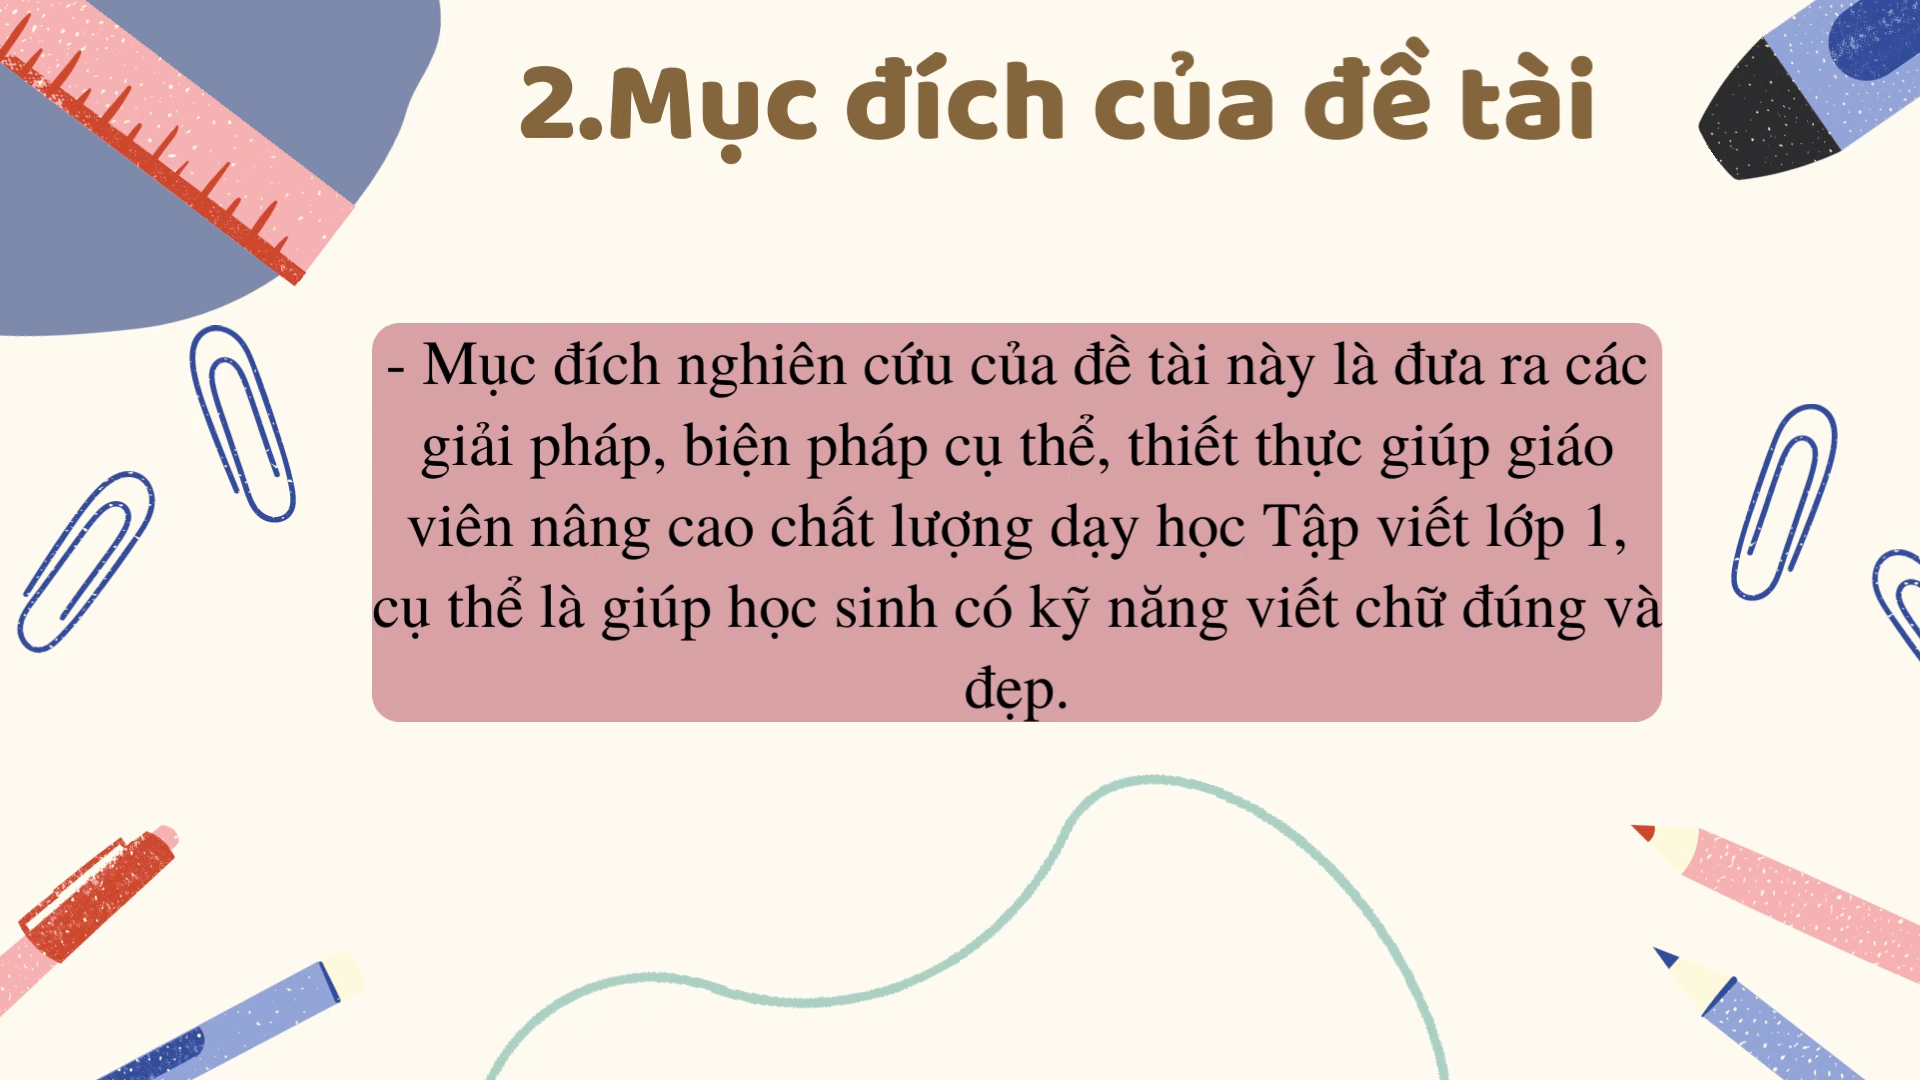 2.Mục đích của đề tài
- Mục đích nghiên cứu của đề tài này là đưa ra các
giải pháp, biện pháp cụ thể, thiết thực giúp giáo
viên nâng cao chất lượng dạy học Tập viết lớp 1,
cụ thể là giúp học sinh có kỹ năng viết chữ đúng và
đẹp.